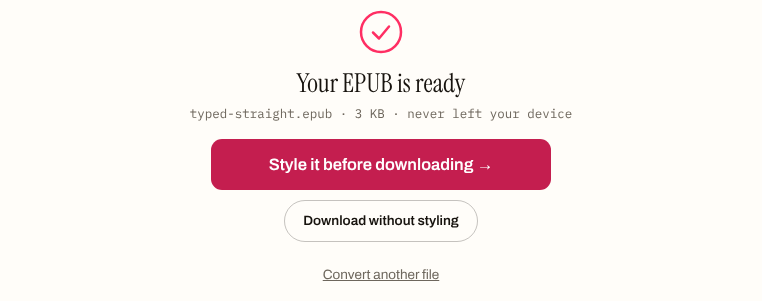 Your EPUB is ready
typed-straight.epub · 3 KB · never left your device
Style it before downloading →
Download without styling
Convert another file